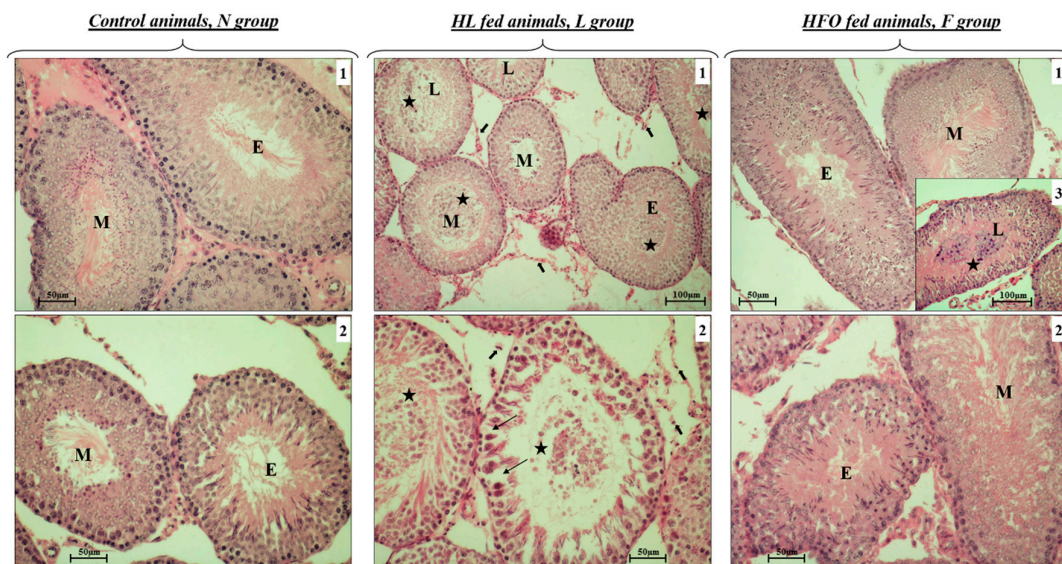 Control animals, N group
HL fed animals, L group
HFO fed animals, F group
1
E
M
50µm
1
L
L
M
M
E
100µm
1
E
M
50µm
3
L
100µm
2
M
E
50µm
2
50µm
2
M
E
50µm